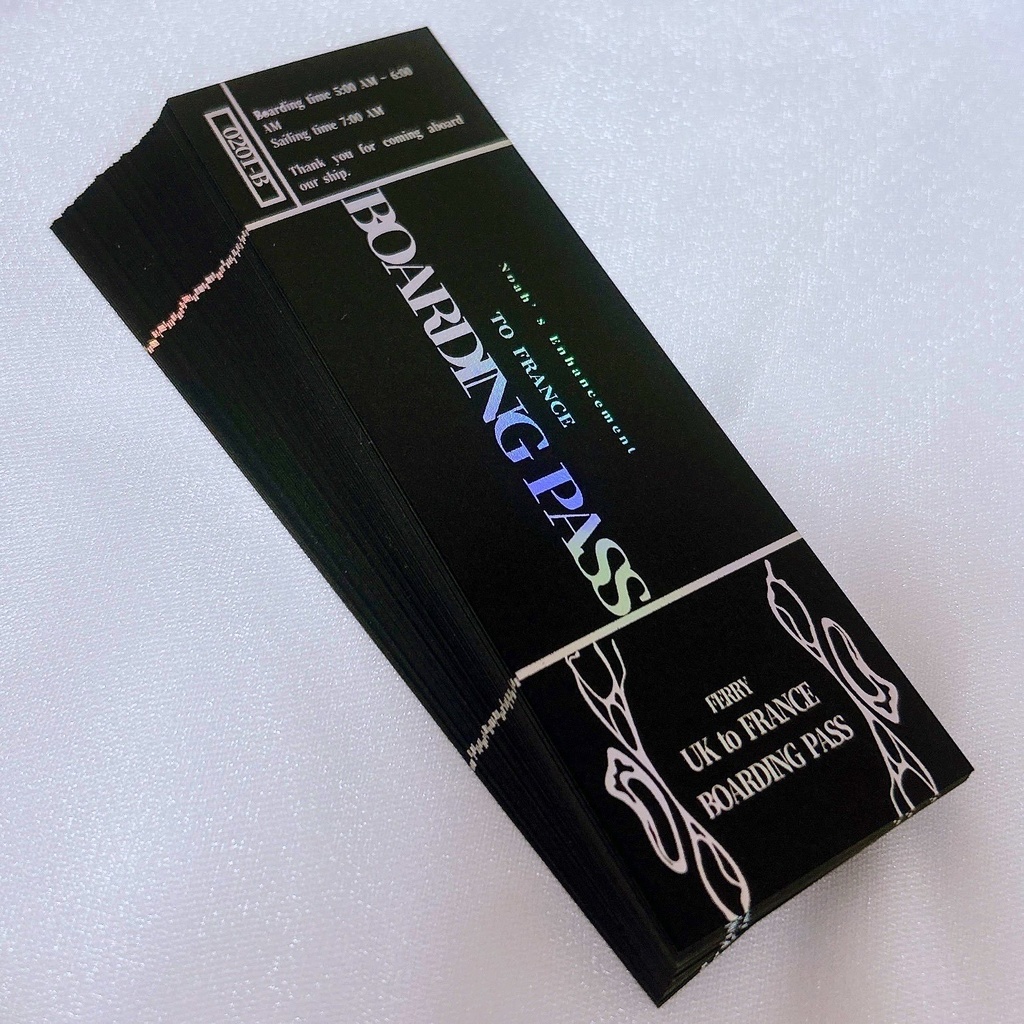 Boarding time 5:00 AM - 6:00
AM
Sailing time 7:00 AM
Thank you for coming aboard
our ship.
0201-B
BOARDING PASS
TO FRANCE
Noah's Enhancement
FERRY
UK to FRANCE
BOARDING PASS